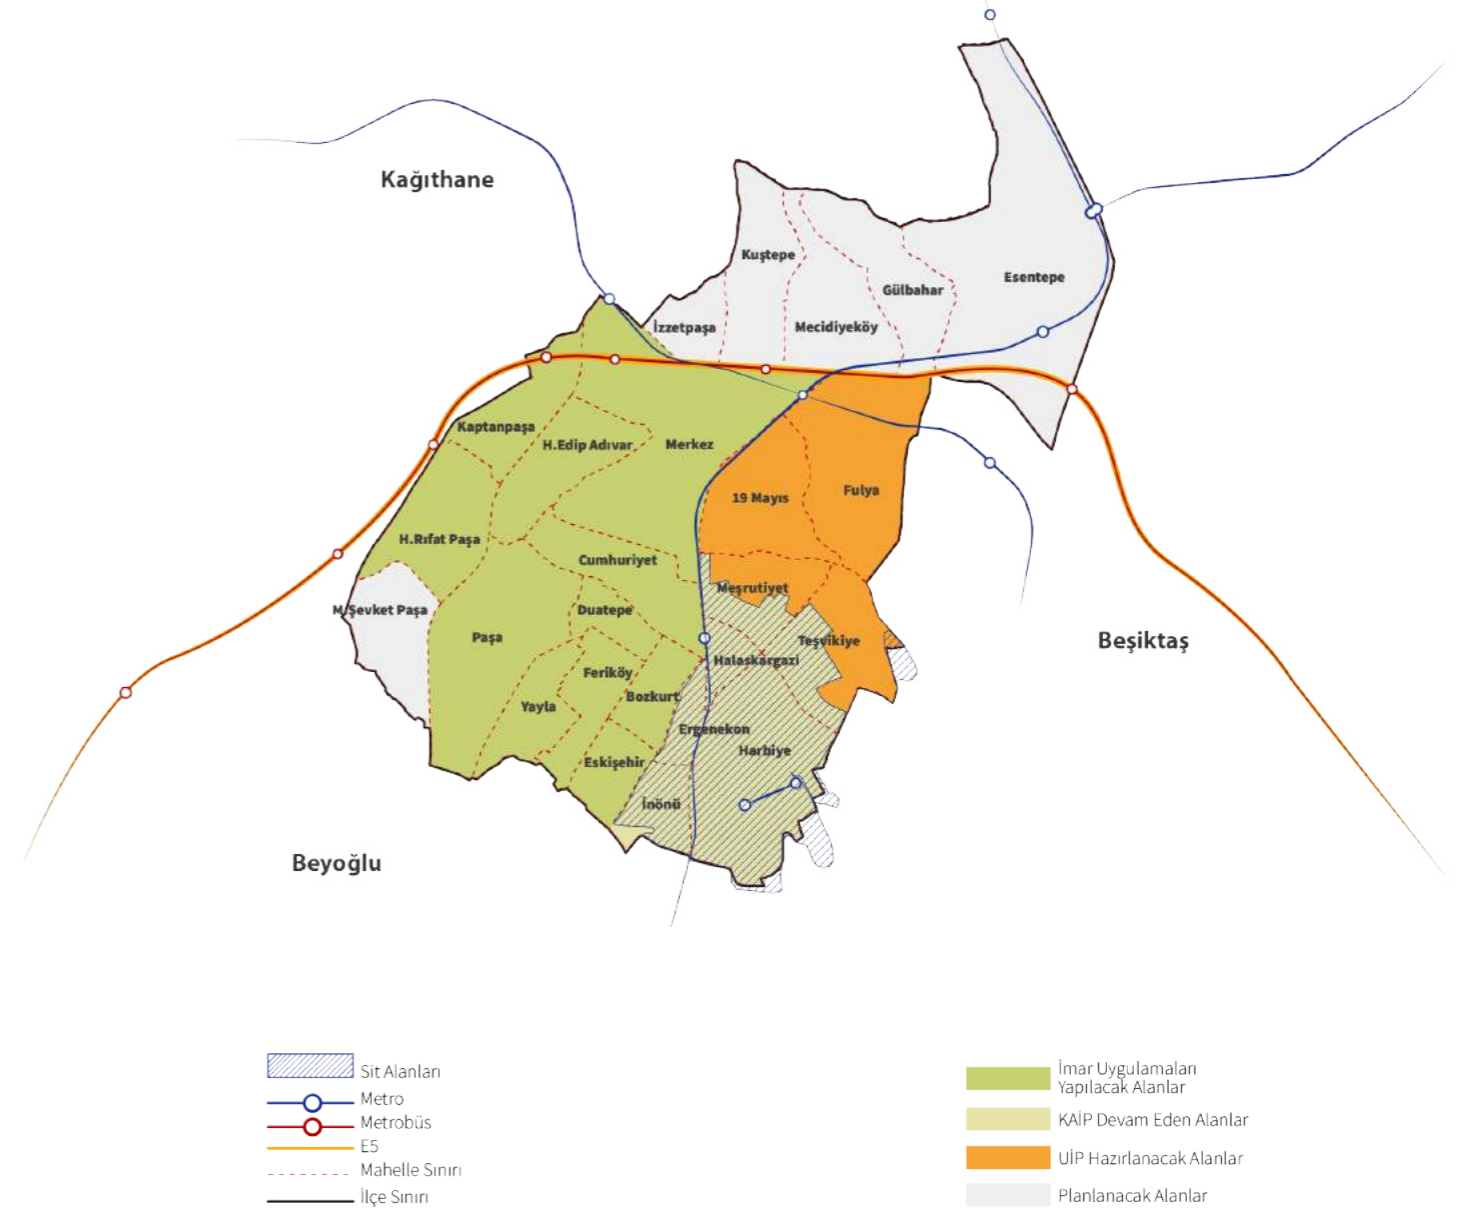 Kağıthane
Kuştepe
Esentepe
Gülbahar
İzzetpaşa
Mecidiyeköy
Kaptanpaşa
H.Edip Adıvar
Merkez
19 Mayıs
Fulya
H.Rıfat Paşa
Cumhuriyet
Meşrutiyet
M.Şevket Paşa
Duatepe
Paşa
Teşvikiye
Beşiktaş
Halaskargazi
Feriköy
Bozkurt
Yayla
Ergenekon
Harbiye
Eskişehir
İnönü
Beyoğlu
Sit Alanları
Metro
Metrobüs
E5
Mahelle Sınırı
İlçe Sınırı
İmar Uygulamaları
Yapılacak Alanlar
KAİP Devam Eden Alanlar
UİP Hazırlanacak Alanlar
Planlanacak Alanlar